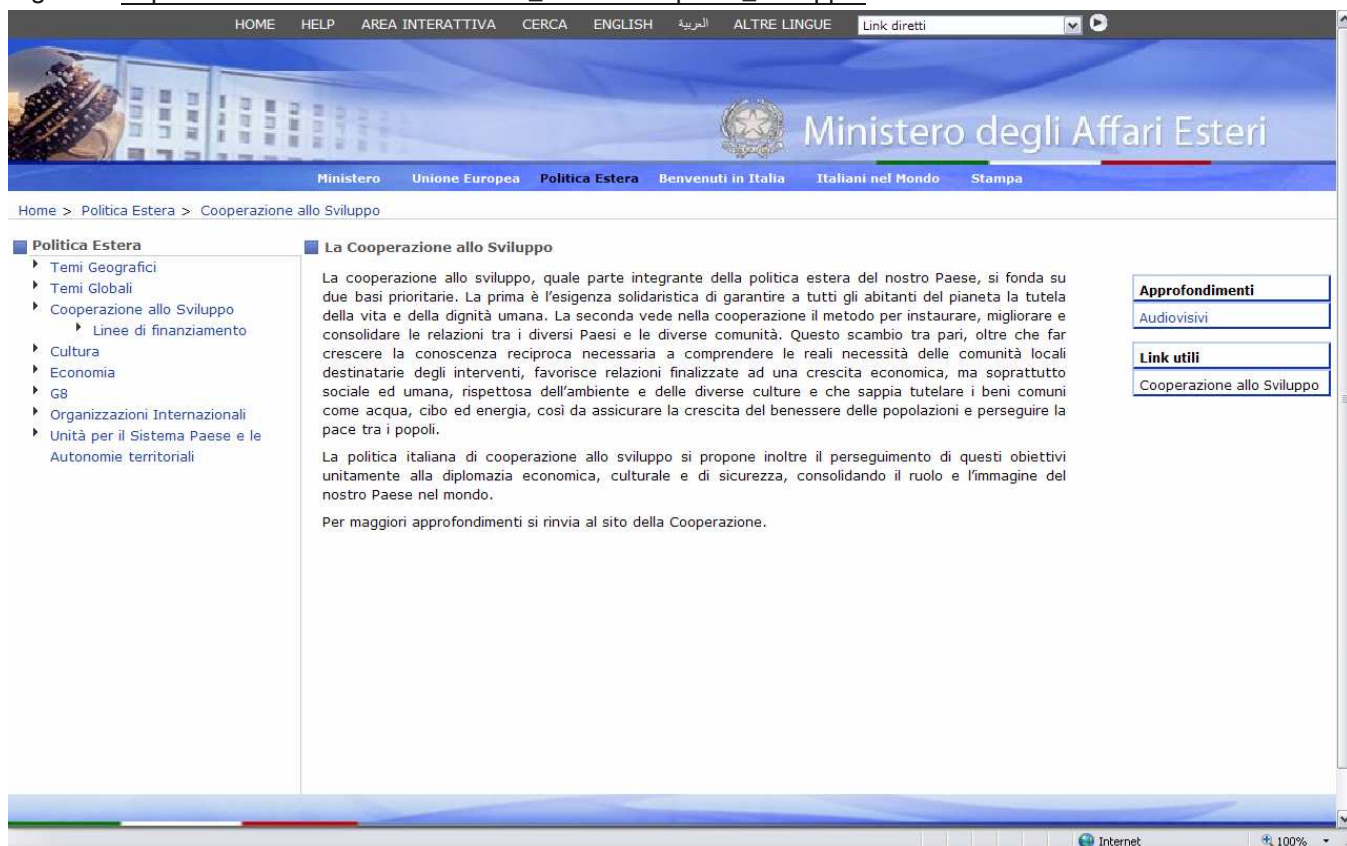 HOME HELP AREA INTERATTIVA CERCA ENGLISH العربية ALTRE LINGUE Link diretti
Ministero degli Affari Esteri
Ministero Unione Europea Politica Estera Benvenuti in Italia Italiani nel Mondo Stampa
Home > Politica Estera > Cooperazione allo Sviluppo
Politica Estera
Temi Geografici
Temi Globali
Cooperazione allo Sviluppo
Linee di finanziamento
Cultura
Economia
G8
Organizzazioni Internazionali
Unità per il Sistema Paese e le
Autonomie territoriali
La Cooperazione allo Sviluppo
La cooperazione allo sviluppo, quale parte integrante della politica estera del nostro Paese, si fonda su
due basi prioritarie. La prima è l'esigenza solidaristica di garantire a tutti gli abitanti del pianeta la tutela
della vita e della dignità umana. La seconda vede nella cooperazione il metodo per instaurare, migliorare e
consolidare le relazioni tra i diversi Paesi e le diverse comunità. Questo scambio tra pari, oltre che far
crescere la conoscenza reciproca necessaria a comprendere le reali necessità delle comunità locali
destinatarie degli interventi, favorisce relazioni finalizzate ad una crescita economica, ma soprattutto
sociale ed umana, rispettosa dell'ambiente e delle diverse culture e che sappia tutelare i beni comuni
come acqua, cibo ed energia, così da assicurare la crescita del benessere delle popolazioni e perseguire la
pace tra i popoli.
La politica italiana di cooperazione allo sviluppo si propone inoltre il perseguimento di questi obiettivi
unitamente alla diplomazia economica, culturale e di sicurezza, consolidando il ruolo e l'immagine del
nostro Paese nel mondo.
Per maggiori approfondimenti si rinvia al sito della Cooperazione.
Approfondimenti
Audiovisivi
Link utili
Cooperazione allo Sviluppo
Internet 100%